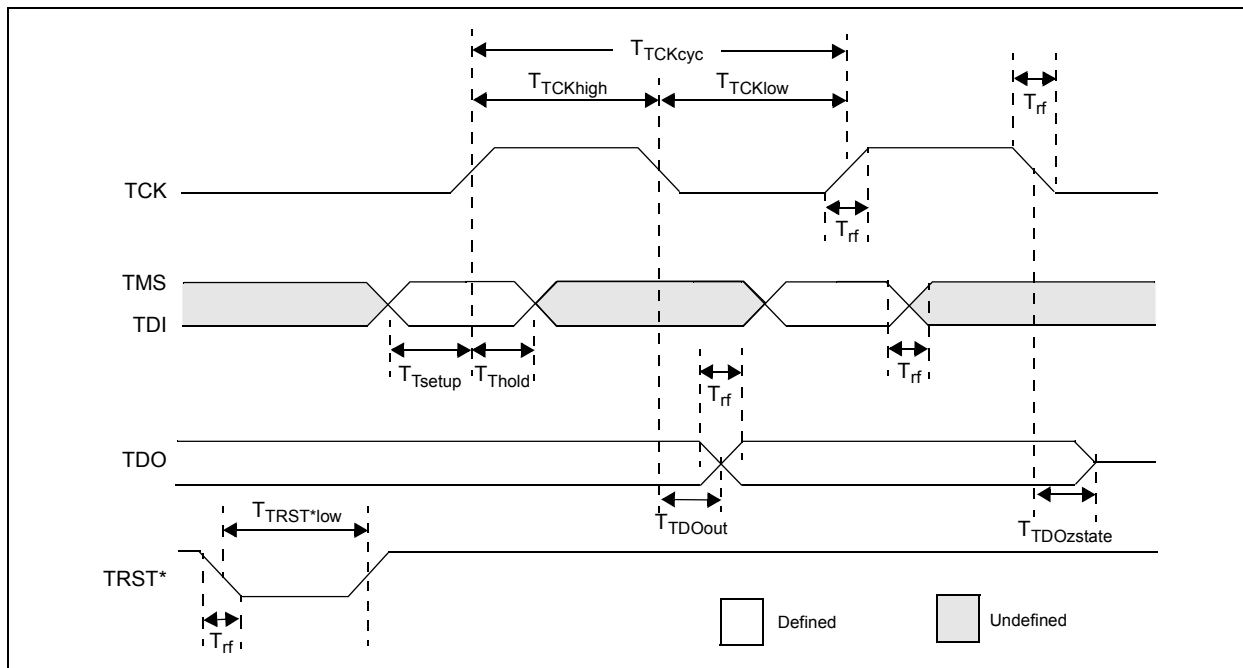 TTCKcyc
TTCKhigh
TTCKlow
Trf
TCK
Trf
TMS
TDI
TTsetup
TThold
Trf
Trf
TDO
TTRST*low
TTDOout
TTDOzstate
TRST*
Trf
Defined
Undefined